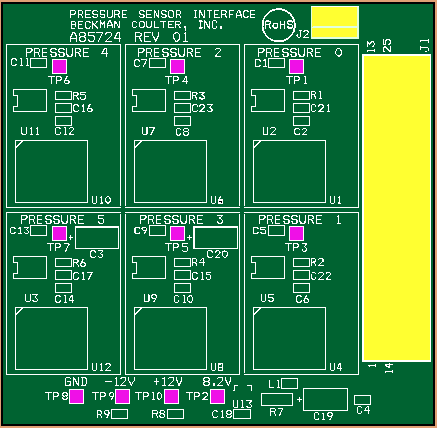 PRESSURE SENSOR INTERFACE
BECKMAN COULTER, INC.
A85724 REV 01
RoHS
J2
13 25 J1
PRESSURE 4
C11
TP6
R5
C16
U11 C12
U10
PRESSURE 2
C7
TP4
R3
C23
U7 C8
U6
PRESSURE 0
C1
TP1
R1
C21
U2 C2
U1
PRESSURE 5
C13
TP7 +
C3
R6
C17
U3 C14
U12
PRESSURE 3
C9
TP5 +
C20
R4
C15
U9 C10
U8
PRESSURE 1
C5
TP3
R2
C22
U5 C6
U4
1 14
GND -12V +12V 8.2V
TP8 TP9 TP10 TP2
R9 R8 C18
U13
L1
R7
+
C19
C4